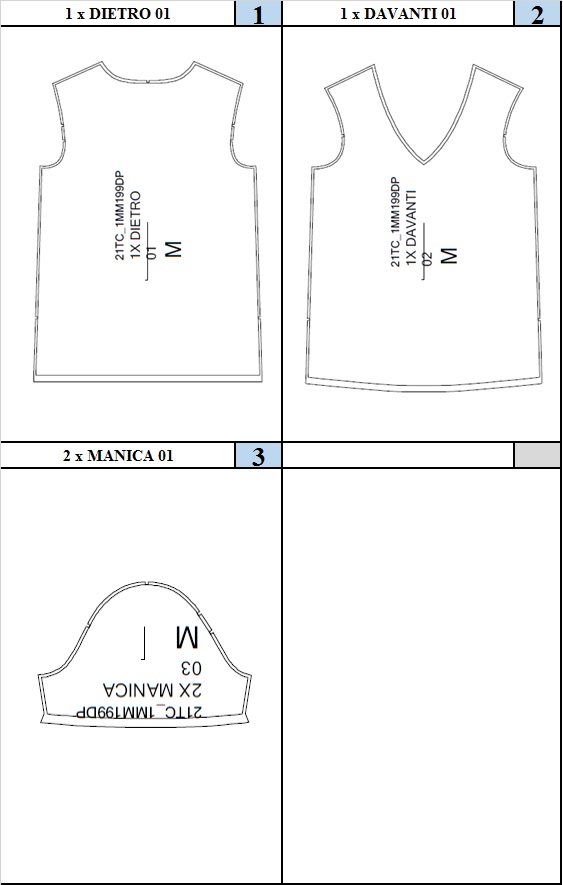 1 x DIETRO 01
1
1 x DAVANTI 01
2
21TC_1MM199DP
1X DIETRO
01
M
21TC_1MM199DP
1X DAVANTI
02
M
2 x MANICA 01
3
21TC_1MM199DP
2X MANICA
03
M